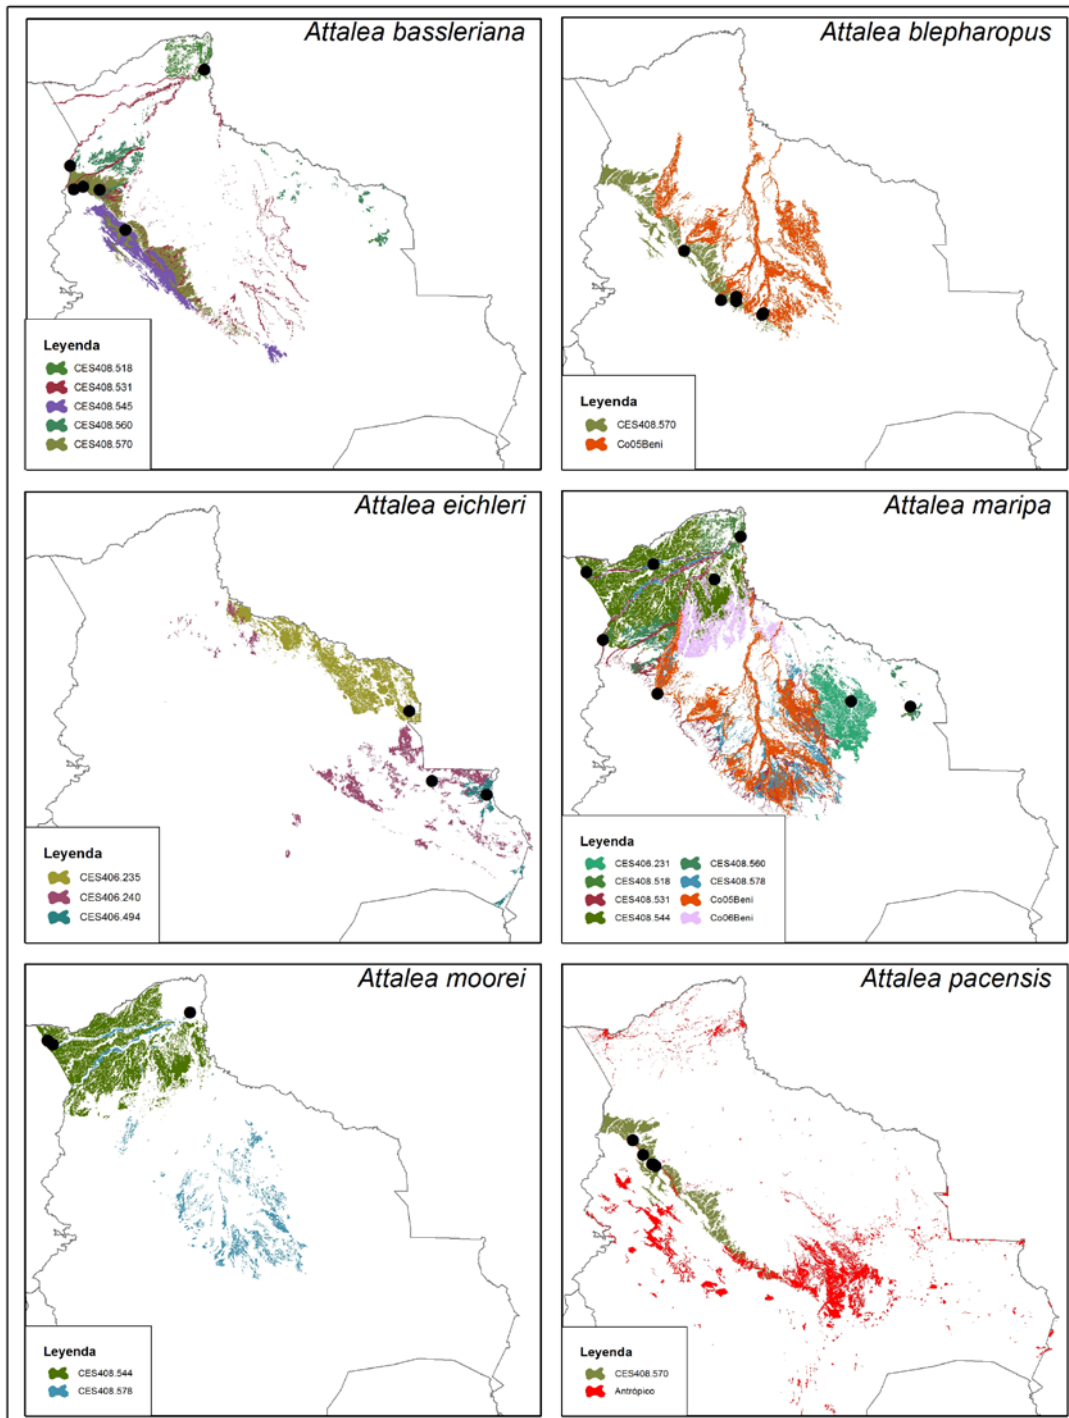 Attalea bassleriana
Leyenda
CES408.518
CES408.531
CES408.545
CES408.560
CES408.570
Attalea blepharopus
Leyenda
CES408.570
Co05Beni
Attalea eichleri
Leyenda
CES406.235
CES406.240
CES406.494
Attalea maripa
Leyenda
CES406.231
CES408.518
CES408.531
CES408.544
CES408.560
CES408.578
Co05Beni
Co06Beni
Attalea moorei
Leyenda
CES408.544
CES408.578
Attalea pacensis
Leyenda
CES408.570
Antrópico